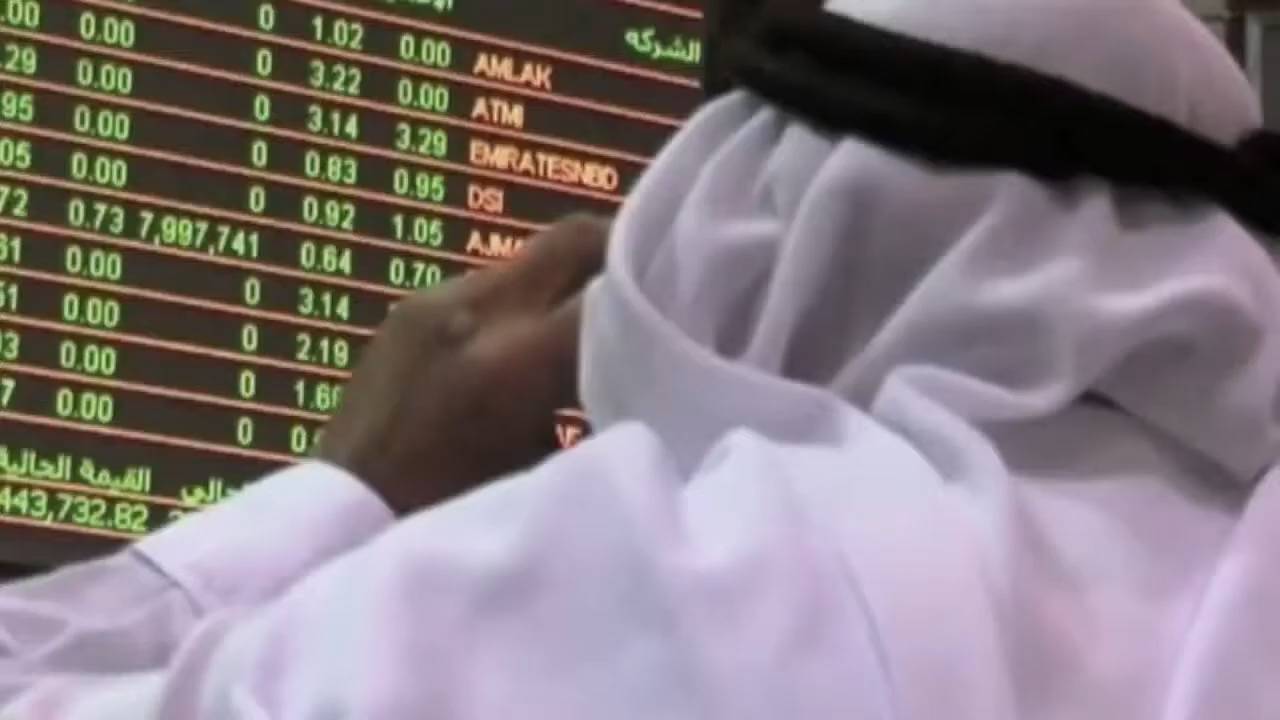 الشركه
0 1.02 0.00 AMLAK
.00 0.00 0 3.22 0.00 ATMI
.29 0.00 0 3.14 3.29 EMIRATESNBD
95 0.00 0 0.83 0.95 DSI
05 0.00 0 0.92 1.05 AJMA
72 0.73 7,997,741 0.64 0.70
61 0.00 0 3.14
51 0.00 0 2.19
03 0.00 0 1.66
7 0.00 0 0.
القيمة الحالية
443,732.82